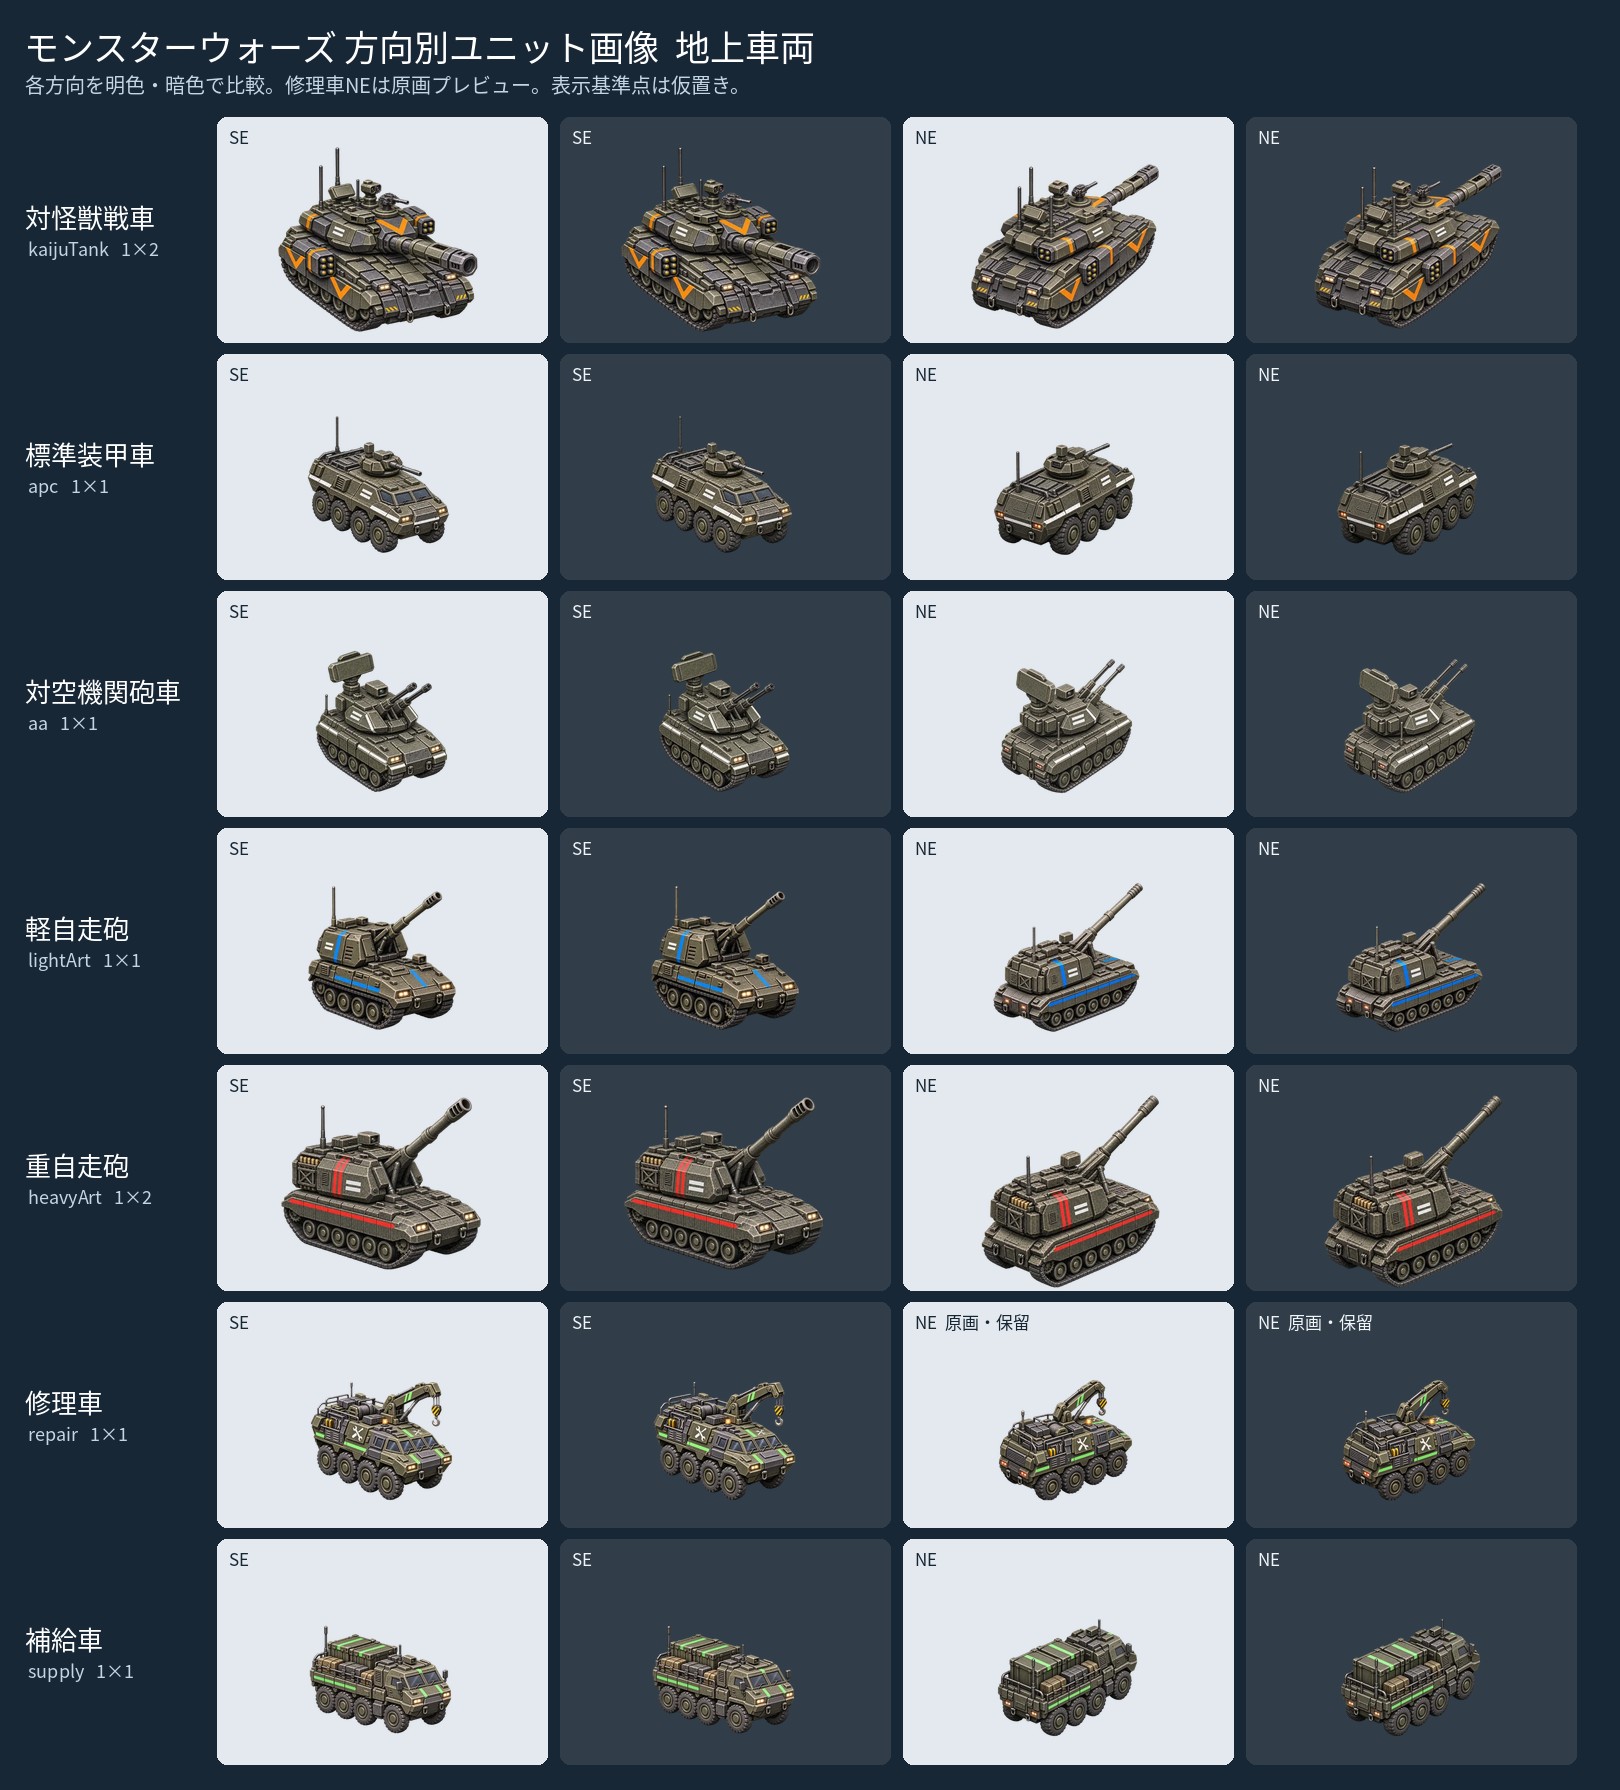 モンスターウォーズ 方向別ユニット画像 地上車両
各方向を明色・暗色で比較。修理車NEは原画プレビュー。表示基準点は仮置き。
SE SE NE NE
対怪獣戦車
kaijuTank 1×2
SE SE NE NE
標準装甲車
apc 1×1
SE SE NE NE
対空機関砲車
aa 1×1
SE SE NE NE
軽自走砲
lightArt 1×1
SE SE NE NE
重自走砲
heavyArt 1×2
SE SE NE 原画・保留 NE 原画・保留
修理車
repair 1×1
SE SE NE NE
補給車
supply 1×1